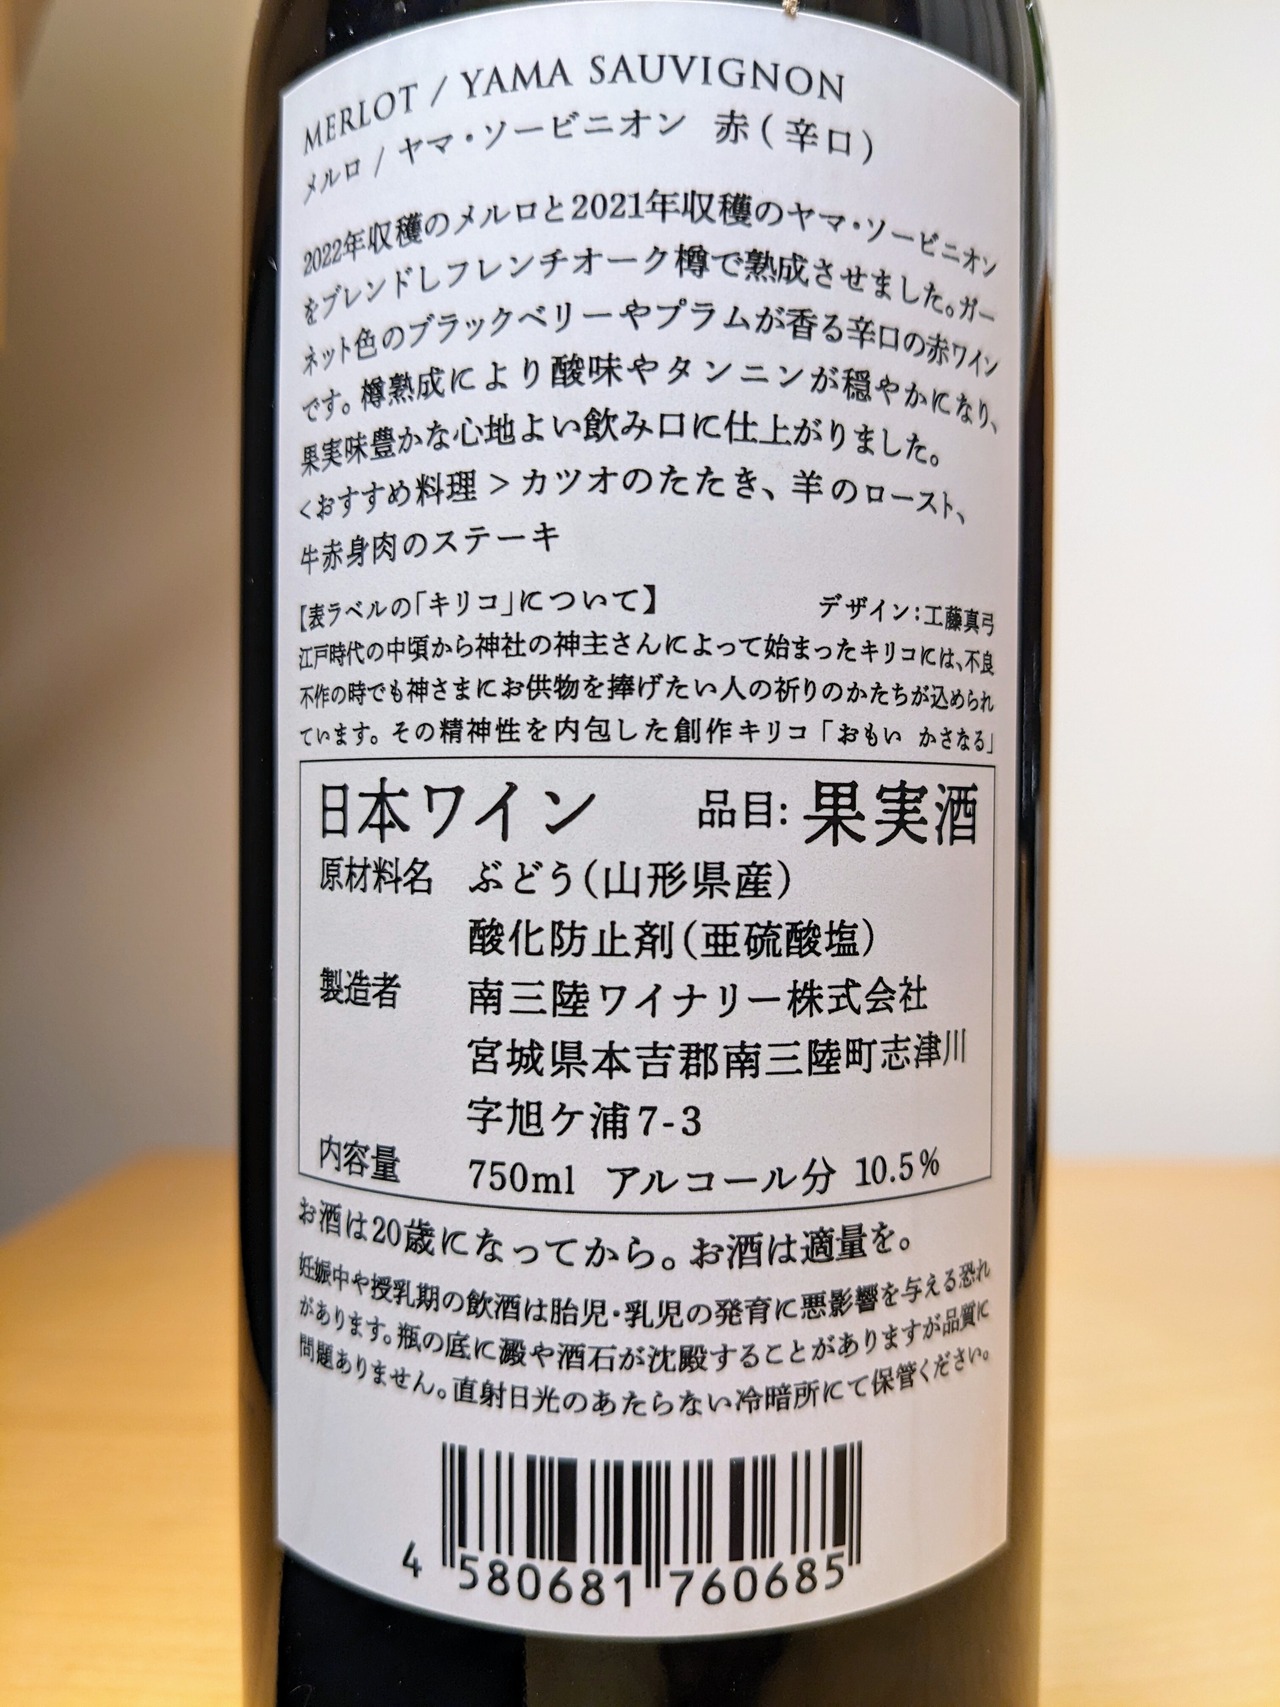 MERLOT / YAMA SAUVIGNON
メルロ / ヤマ・ソービニオン 赤(辛口)
2022年収穫のメルロと2021年収穫のヤマ・ソービニオン
をブレンドしフレンチオーク樽で熟成させました。ガー
ネット色のブラックベリーやプラムが香る辛口の赤ワイン
です。樽熟成により酸味やタンニンが穏やかになり、
果実味豊かな心地よい飲み口に仕上がりました。
<おすすめ料理>カツオのたたき、羊のロースト、
牛赤身肉のステーキ
【表ラベルの「キリコ」について】 デザイン:工藤真弓
江戸時代の中頃から神社の神主さんによって始まったキリコには、不良
不作の時でも神さまにお供物を捧げたい人の祈りのかたちが込められ
ています。その精神性を内包した創作キリコ「おもい かさなる」
日本ワイン 品目:果実酒
原材料名 ぶどう(山形県産)
酸化防止剤(亜硫酸塩)
製造者 南三陸ワイナリー株式会社
宮城県本吉郡南三陸町志津川
字旭ケ浦7-3
内容量 750ml アルコール分 10.5%
お酒は20歳になってから。お酒は適量を。
妊娠中や授乳期の飲酒は胎児・乳児の発育に悪影響を与える恐れ
があります。瓶の底に澱や酒石が沈殿することがありますが品質に
問題ありません。直射日光のあたらない冷暗所にて保管ください。
4 580681 760685